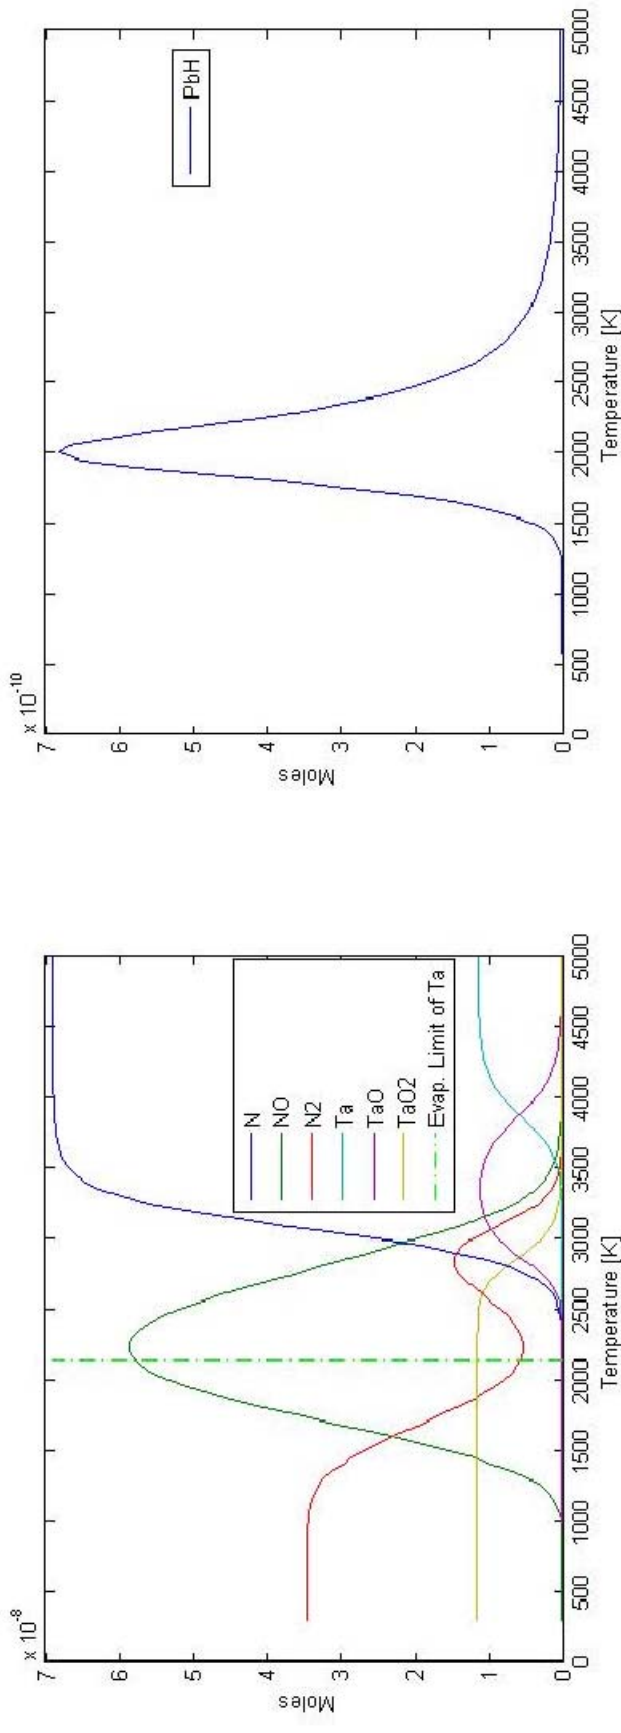 x 10-8
7
6
5
4
3
2
1
0
Moles
N
NO
N2
Ta
TaO
TaO2
Evap. Limit of Ta
0 500 1000 1500 2000 2500 3000 3500 4000 4500 5000
Temperature [K]
x 10-10
7
6
5
4
3
2
1
0
Moles
PbH
0 500 1000 1500 2000 2500 3000 3500 4000 4500 5000
Temperature [K]